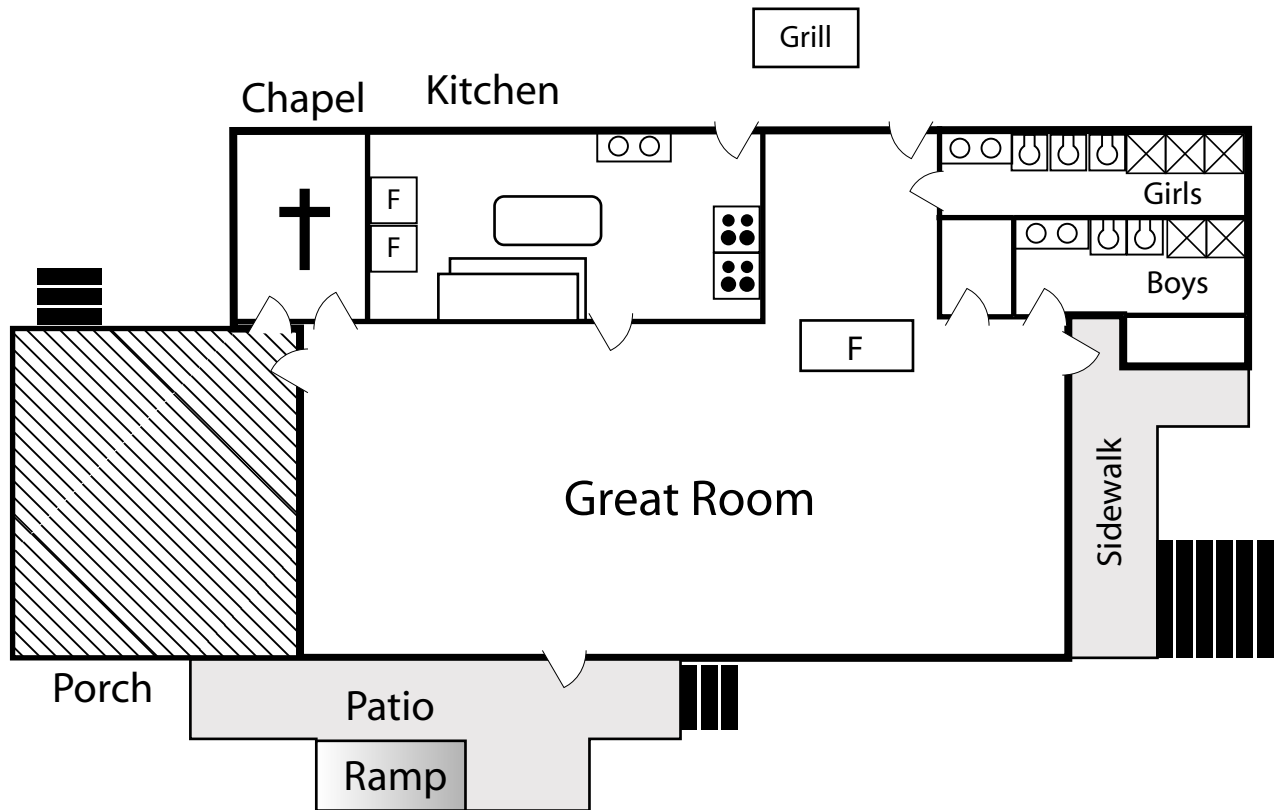 Grill
Chapel
Kitchen
F
F
Girls
Boys
F
Great Room
Sidewalk
Porch
Patio
Ramp